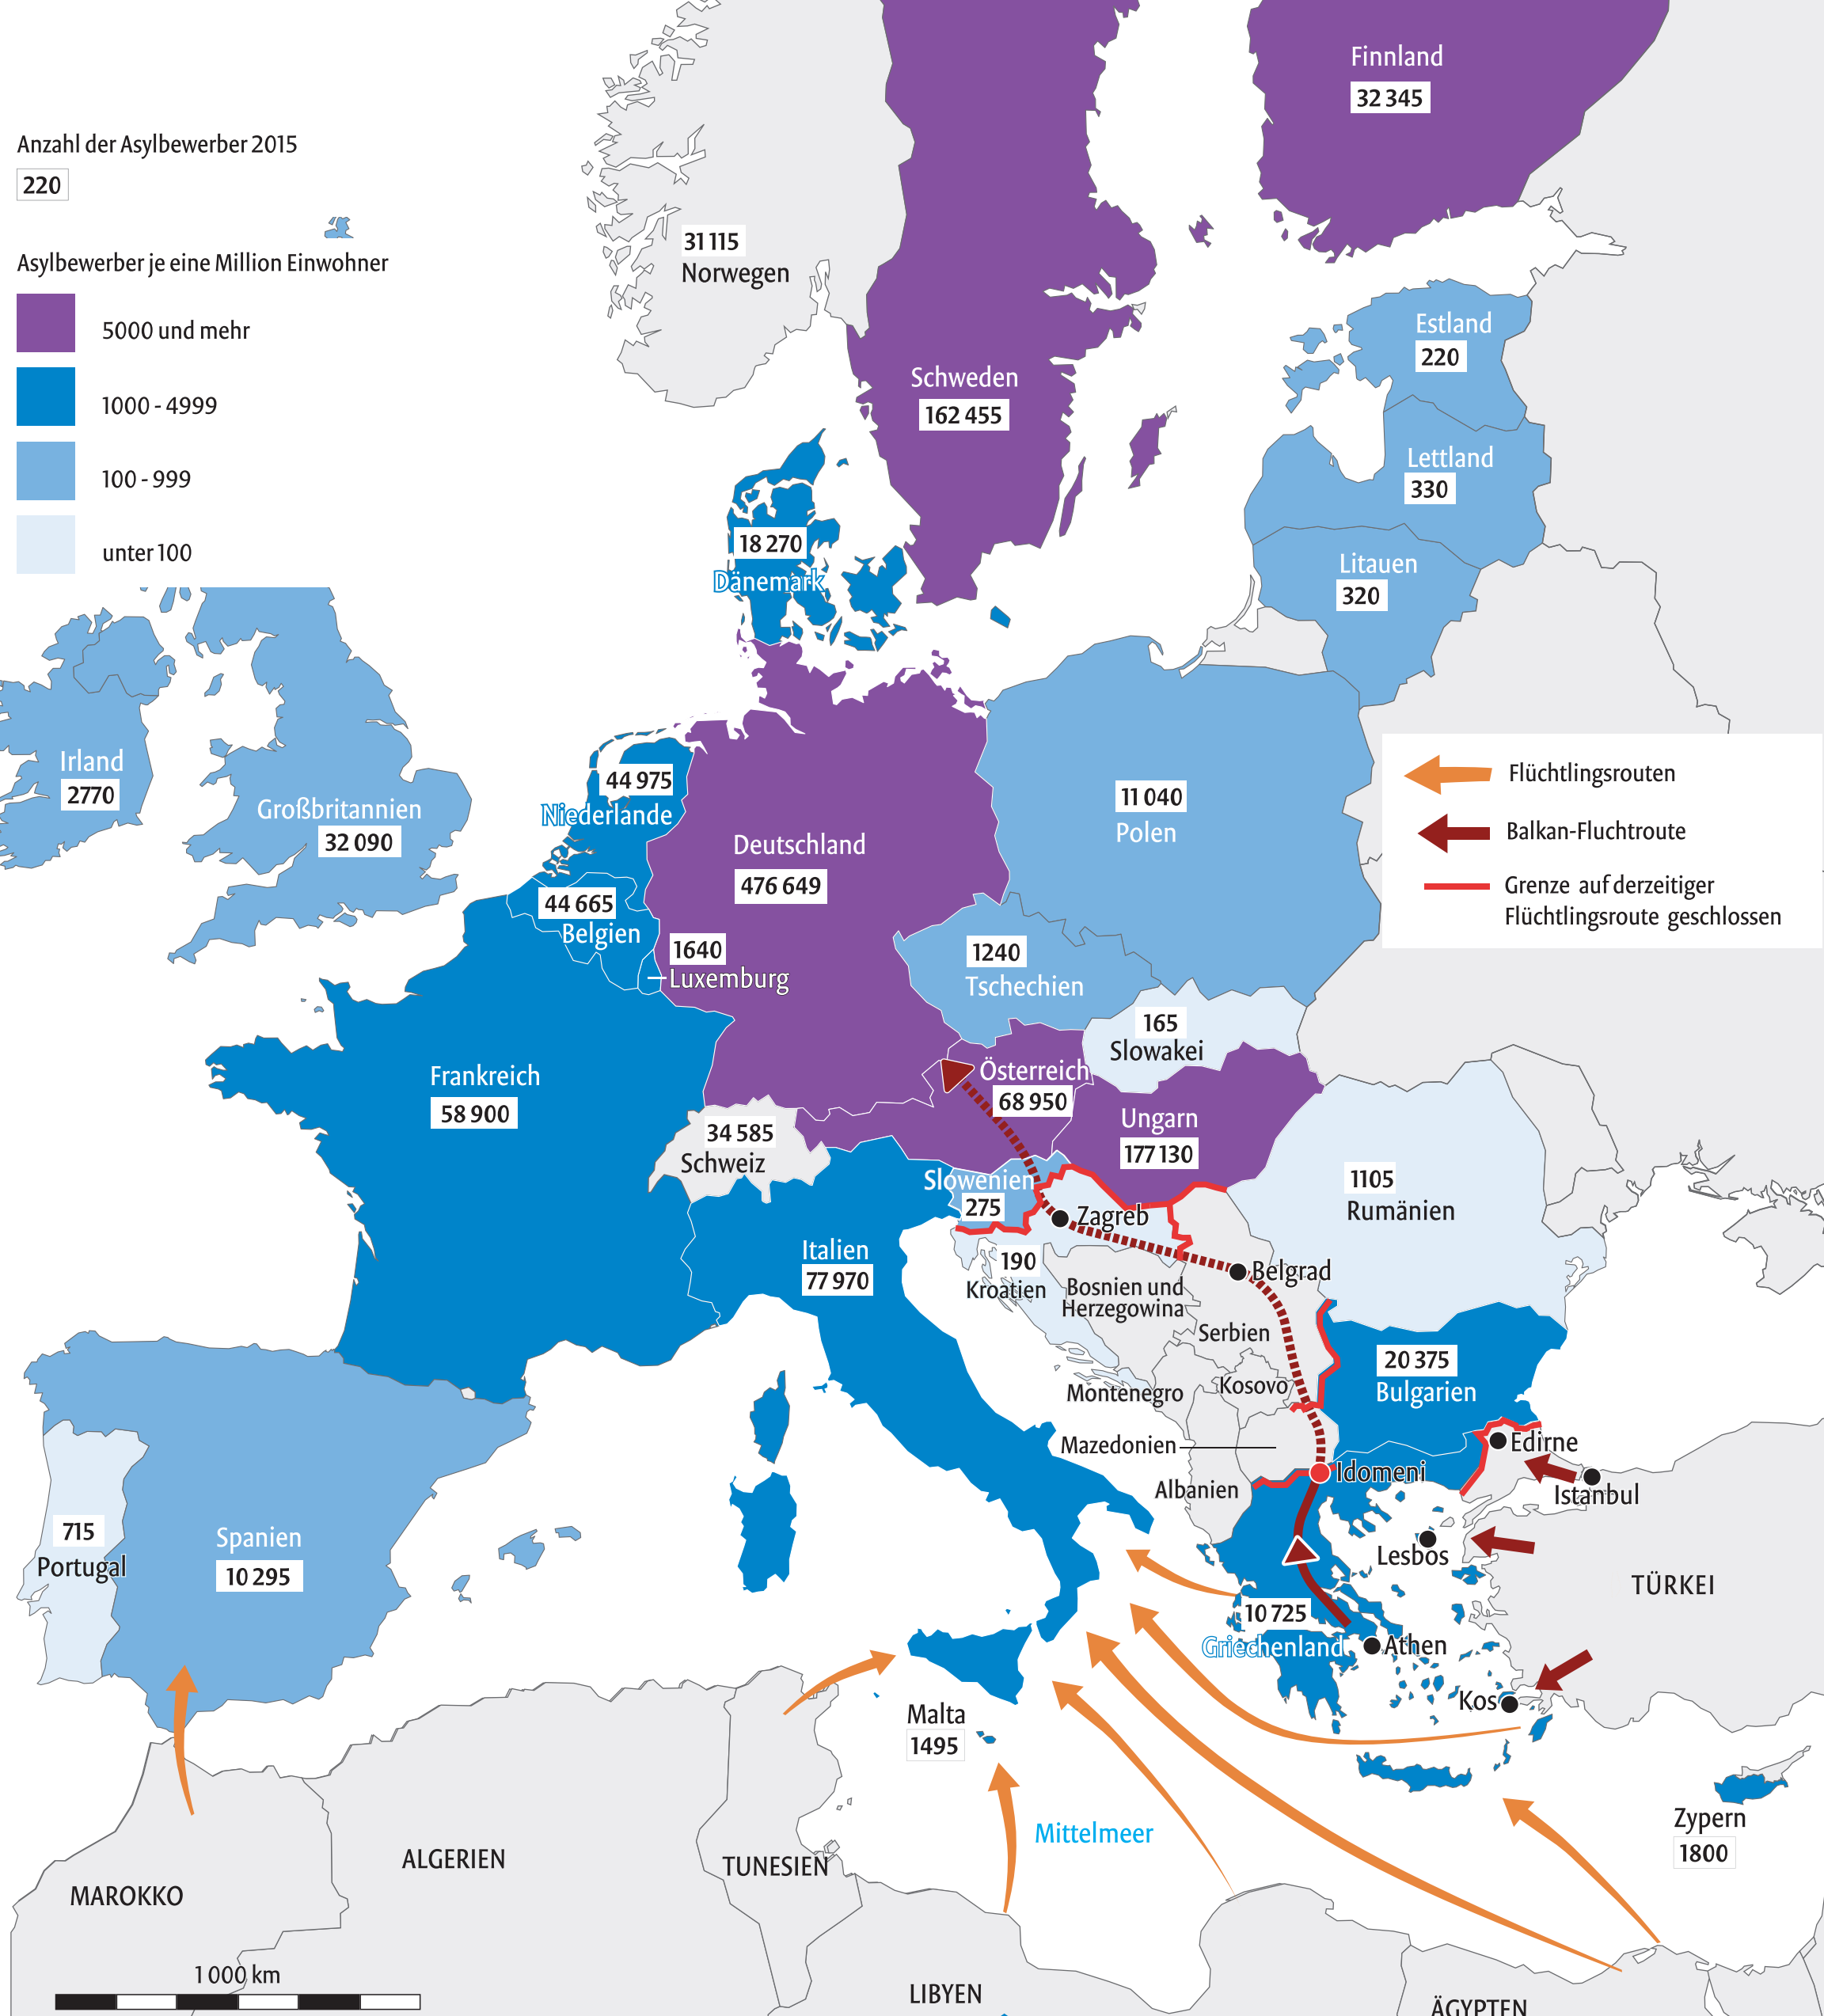 Anzahl der Asylbewerber 2015
220
Asylbewerber je eine Million Einwohner
5000 und mehr
1000 - 4999
100 - 999
unter 100
Finnland
32 345
31 115
Norwegen
Estland
220
Schweden
162 455
Lettland
330
18 270
Dänemark
Litauen
320
Irland
2770
Großbritannien
32 090
44 975
Niederlande
Deutschland
476 649
11 040
Polen
Flüchtlingsrouten
Balkan-Fluchtroute
Grenze auf derzeitiger
Flüchtlingsroute geschlossen
44 665
Belgien
1640
Luxemburg
1240
Tschechien
165
Slowakei
Frankreich
58 900
Österreich
68 950
34 585
Schweiz
Ungarn
177 130
Slowenien
275
Zagreb
1105
Rumänien
Italien
77 970
190
Kroatien
Bosnien und
Herzegowina
Belgrad
Serbien
20 375
Bulgarien
Montenegro
Kosovo
Mazedonien
Albanien
Idomeni
Edirne
Istanbul
715
Portugal
Spanien
10 295
Lesbos
TÜRKEI
10 725
Griechenland
Athen
Kos
Malta
1495
Mittelmeer
Zypern
1800
MAROKKO
ALGERIEN
TUNESIEN
LIBYEN
ÄGYPTEN
1 000 km